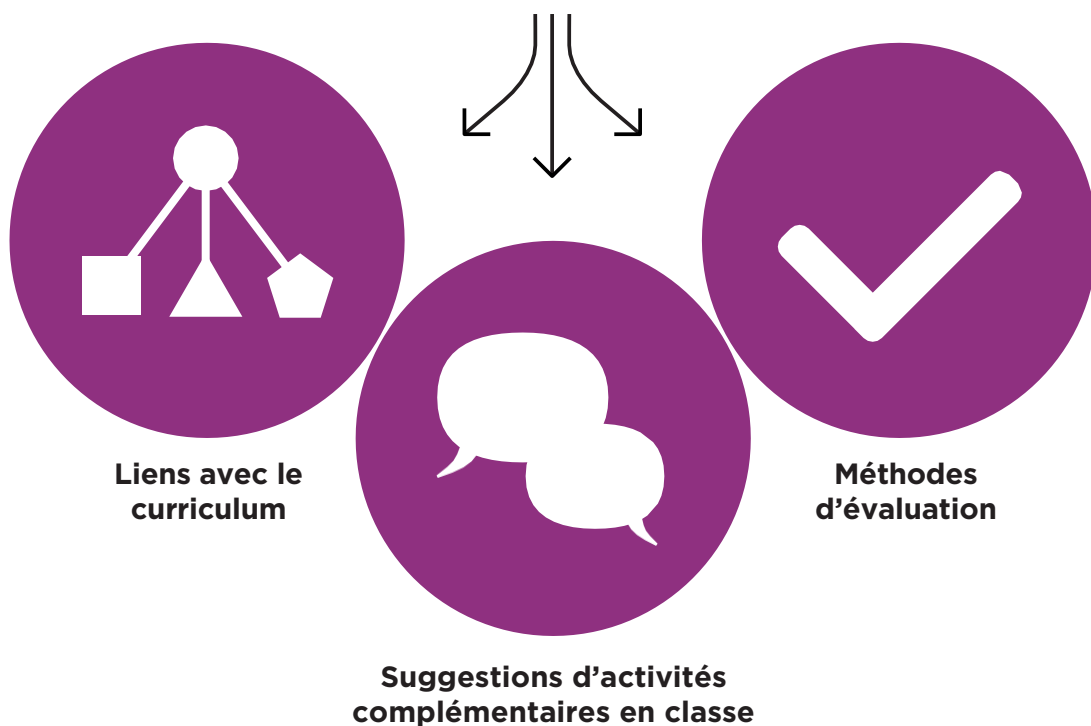 Liens avec le
curriculum
Méthodes
d’évaluation
Suggestions d’activités
complémentaires en classe